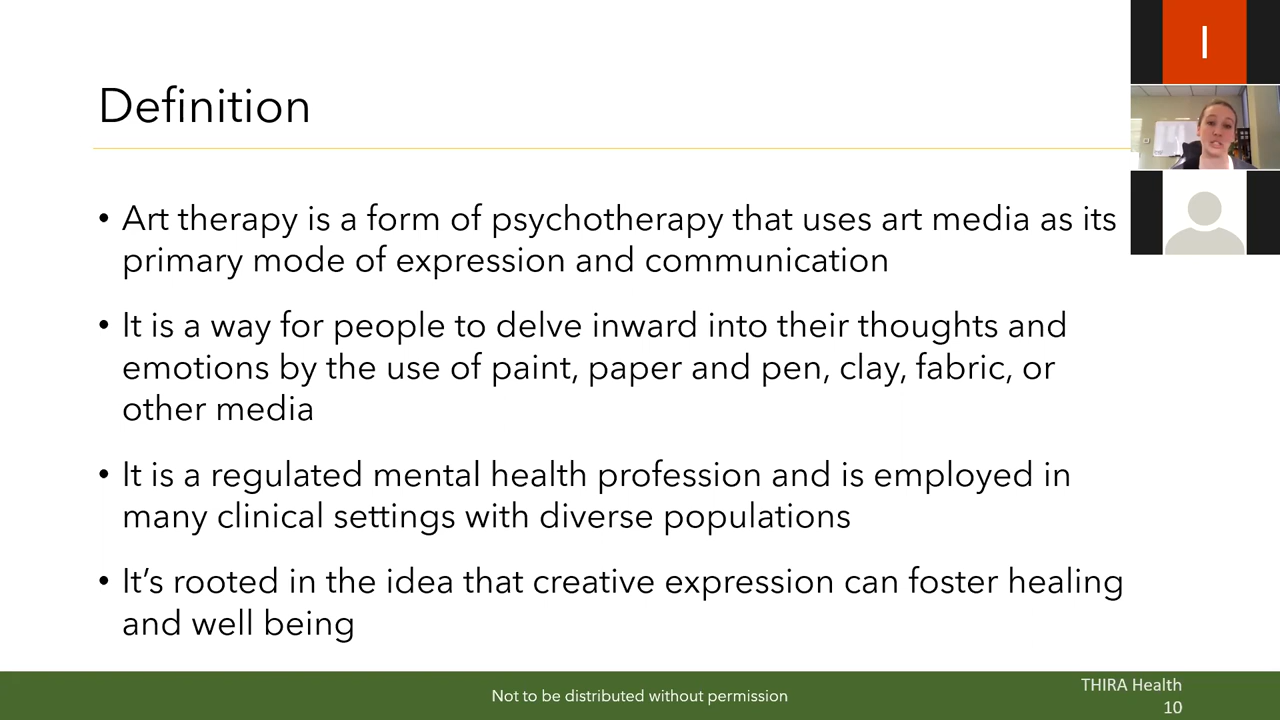 Definition
• Art therapy is a form of psychotherapy that uses art media as its
primary mode of expression and communication
• It is a way for people to delve inward into their thoughts and
emotions by the use of paint, paper and pen, clay, fabric, or
other media
• It is a regulated mental health profession and is employed in
many clinical settings with diverse populations
• It’s rooted in the idea that creative expression can foster healing
and well being
Not to be distributed without permission
THIRA Health
10
I